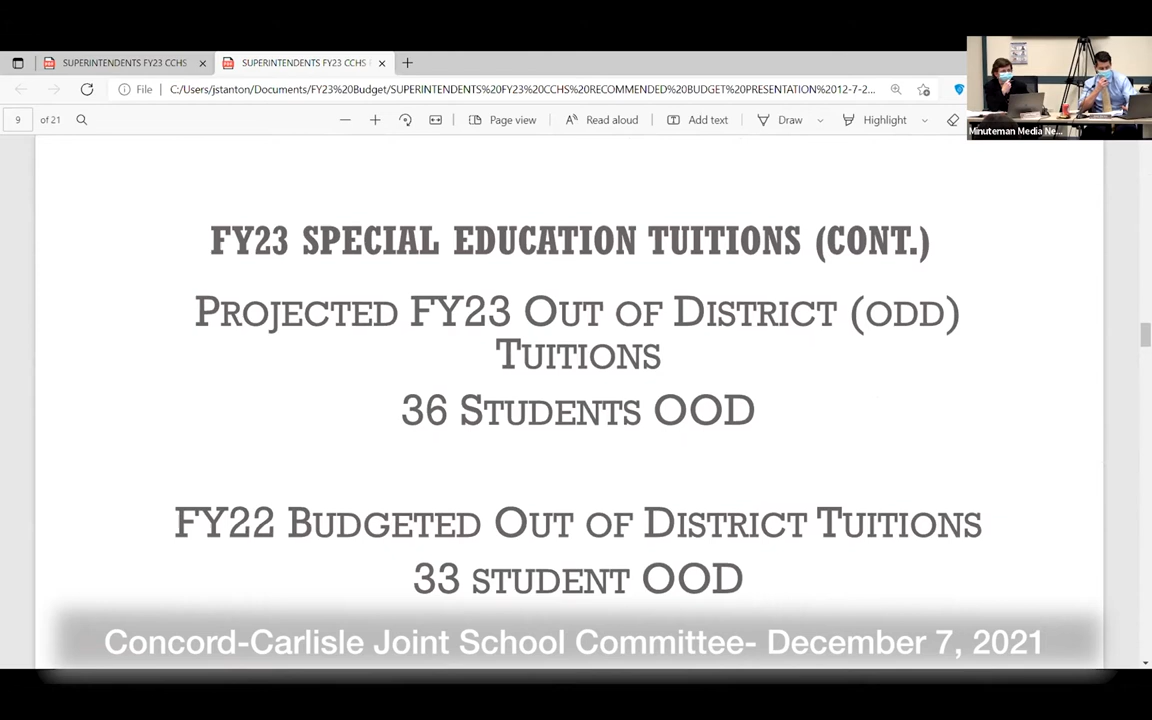 SUPERINTENDENTS FY23 CCHS
SUPERINTENDENTS FY23 CCHS
File
C:/Users/jstanton/Documents/FY23%20Budget/SUPERINTENDENTS%20FY23%20CCHS%20RECOMMENDED%20BUDGET%20PRESENTATION%2012-7-2...
9 of 21
Page view
Read aloud
Add text
Draw
Highlight
Minuteman Media Ne...
FY23 SPECIAL EDUCATION TUITIONS (CONT.)
PROJECTED FY23 OUT OF DISTRICT (ODD)
TUITIONS
36 STUDENTS OOD
FY22 BUDGETED OUT OF DISTRICT TUITIONS
33 STUDENT OOD
Concord-Carlisle Joint School Committee- December 7, 2021